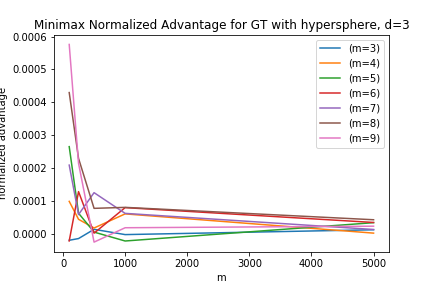 Minimax Normalized Advantage for GT with hypersphere, d=3
normalized advantage
0.0006
0.0005
0.0004
0.0003
0.0002
0.0001
0.0000
(m=3)
(m=4)
(m=5)
(m=6)
(m=7)
(m=8)
(m=9)
0
1000
2000
3000
4000
5000
m